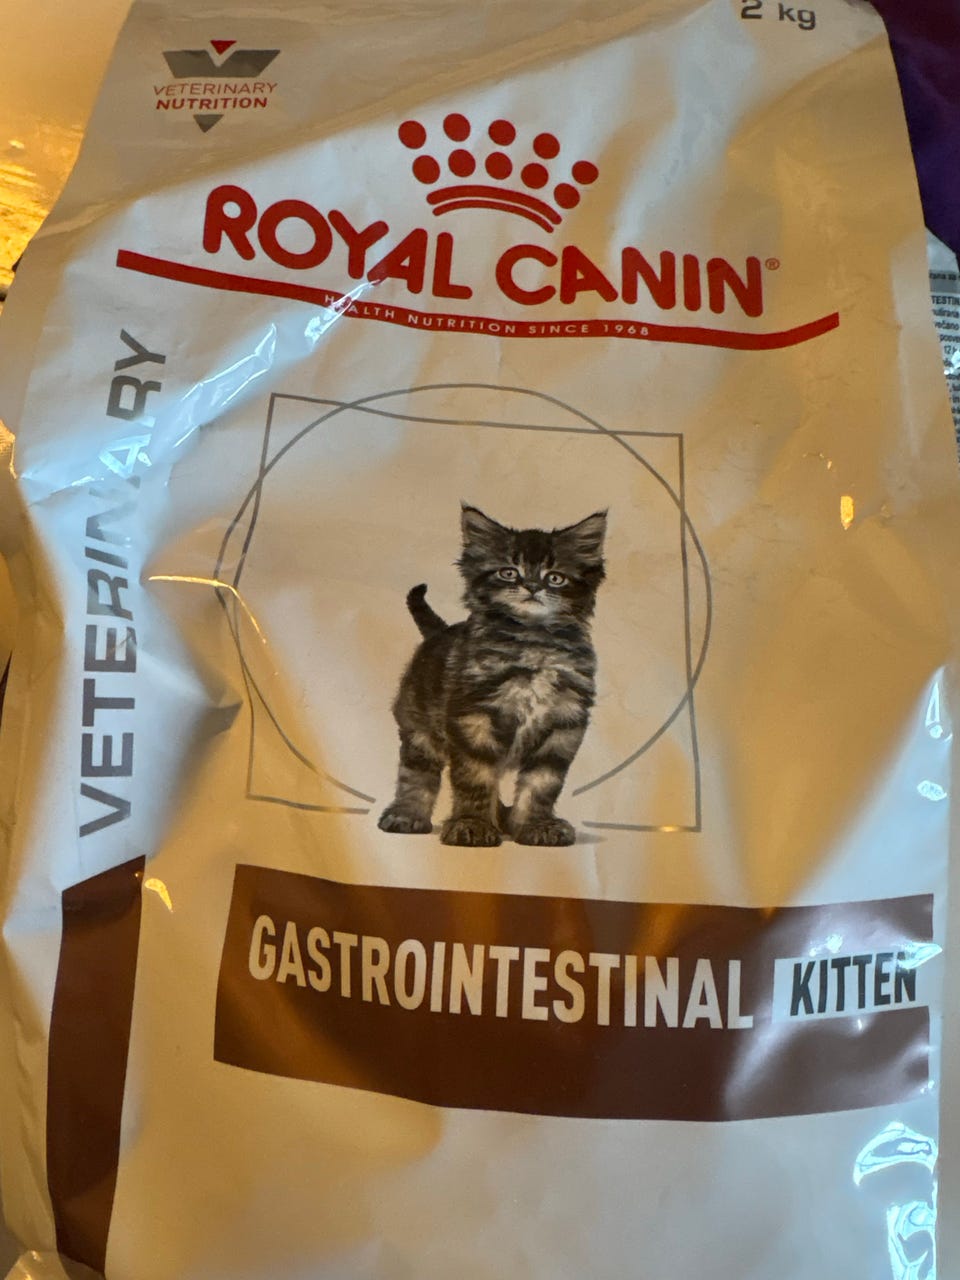 2 kg
VETERINARY
NUTRITION
ROYAL CANIN®
HEALTH NUTRITION SINCE 1968
VETERINARY
GASTROINTESTINAL KITTEN